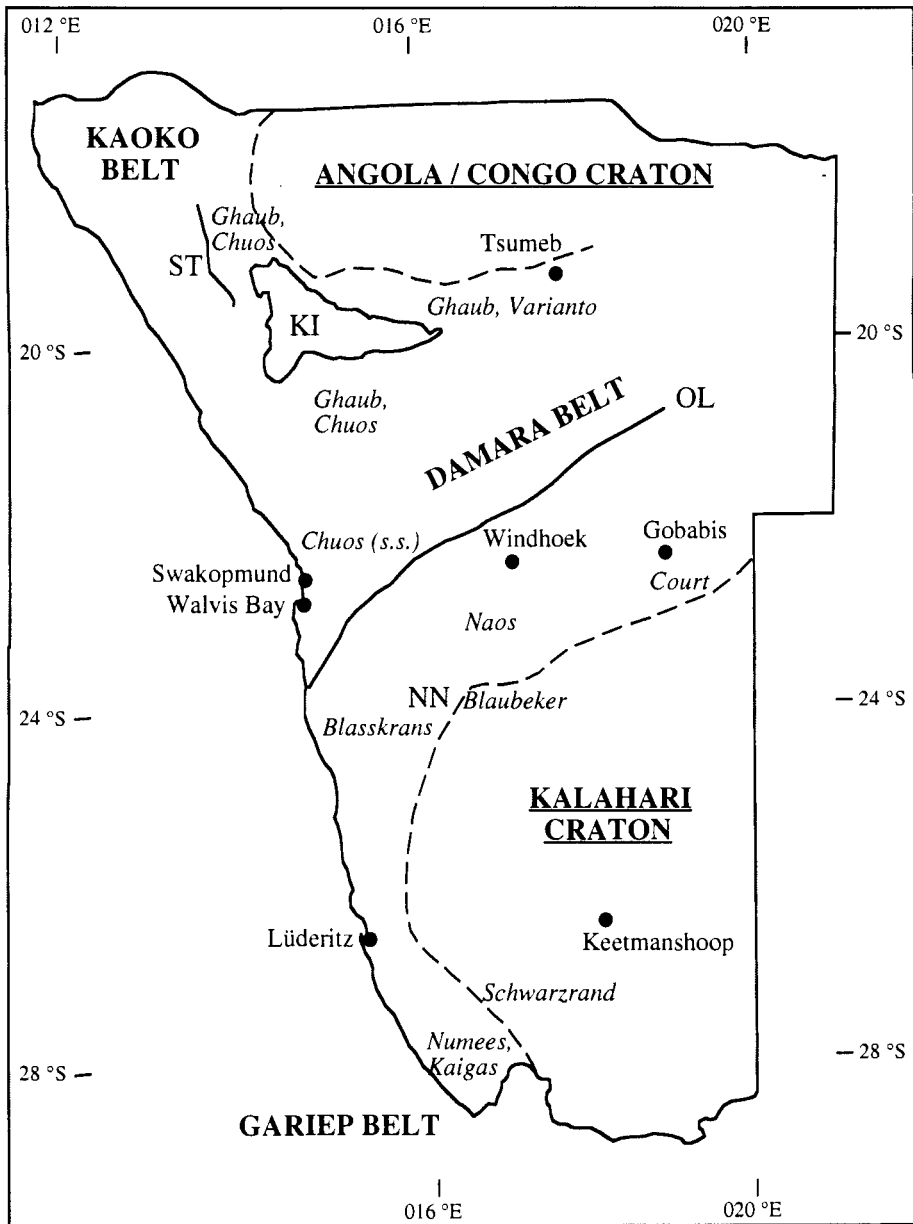 012 °E
016 °E
020 °E
KAOKO
BELT
ANGOLA / CONGO CRATON
Ghaub,
Chuos
Tsumeb
ST
Ghaub, Varianto
KI
20 °S
20 °S
Ghaub,
Chuos
OL
DAMARA BELT
Chuos (s.s.)
Windhoek
Gobabis
Swakopmund
Court
Walvis Bay
Naos
NN
Blaubeker
24 °S
24 °S
Blasskrans
KALAHARI
CRATON
Lüderitz
Keetmanshoop
Schwarzrand
Numees,
Kaigas
28 °S
28 °S
GARIEP BELT
016 °E
020 °E